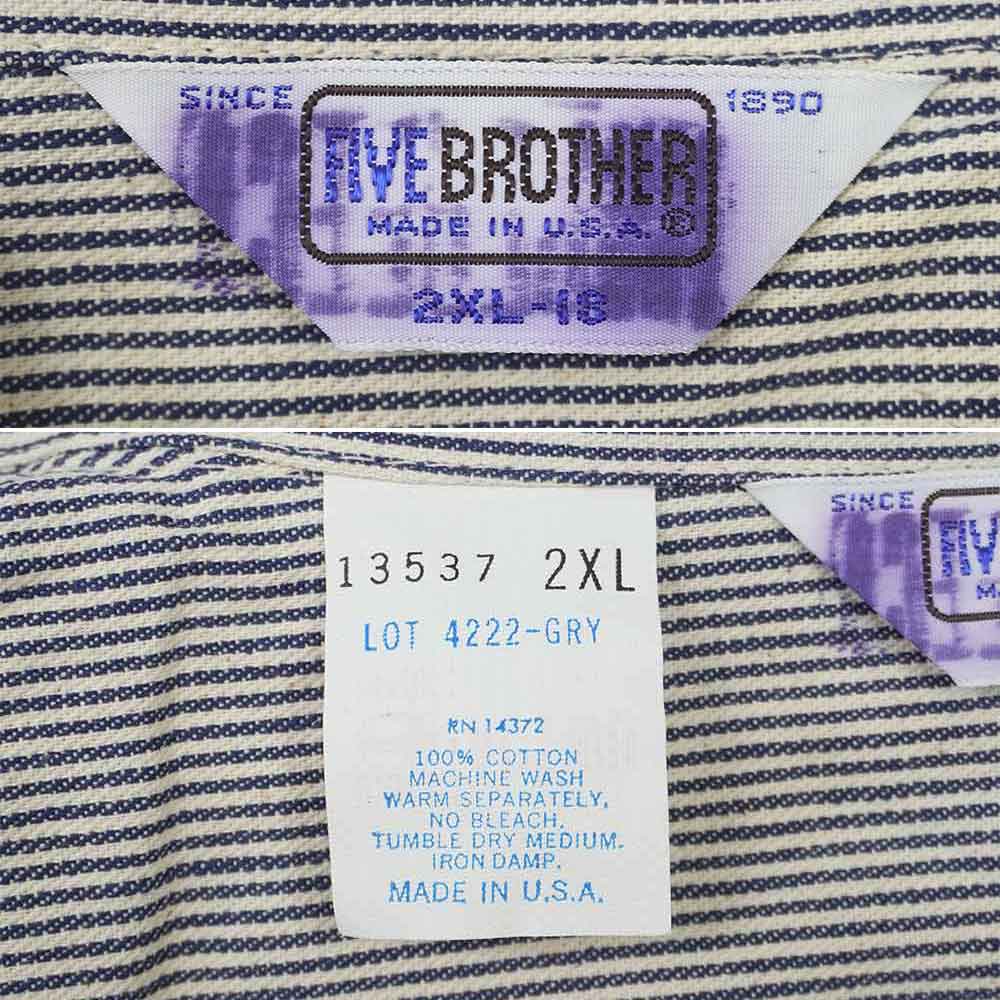 SINCE 1890
FIVE BROTHER
MADE IN U.S.A. ®
2XL-18
13537 2XL
LOT 4222-GRY
RN 14372
100% COTTON
MACHINE WASH
WARM SEPARATELY,
NO BLEACH.
TUMBLE DRY MEDIUM.
IRON DAMP.
MADE IN U.S.A.
SINCE
FIV
M